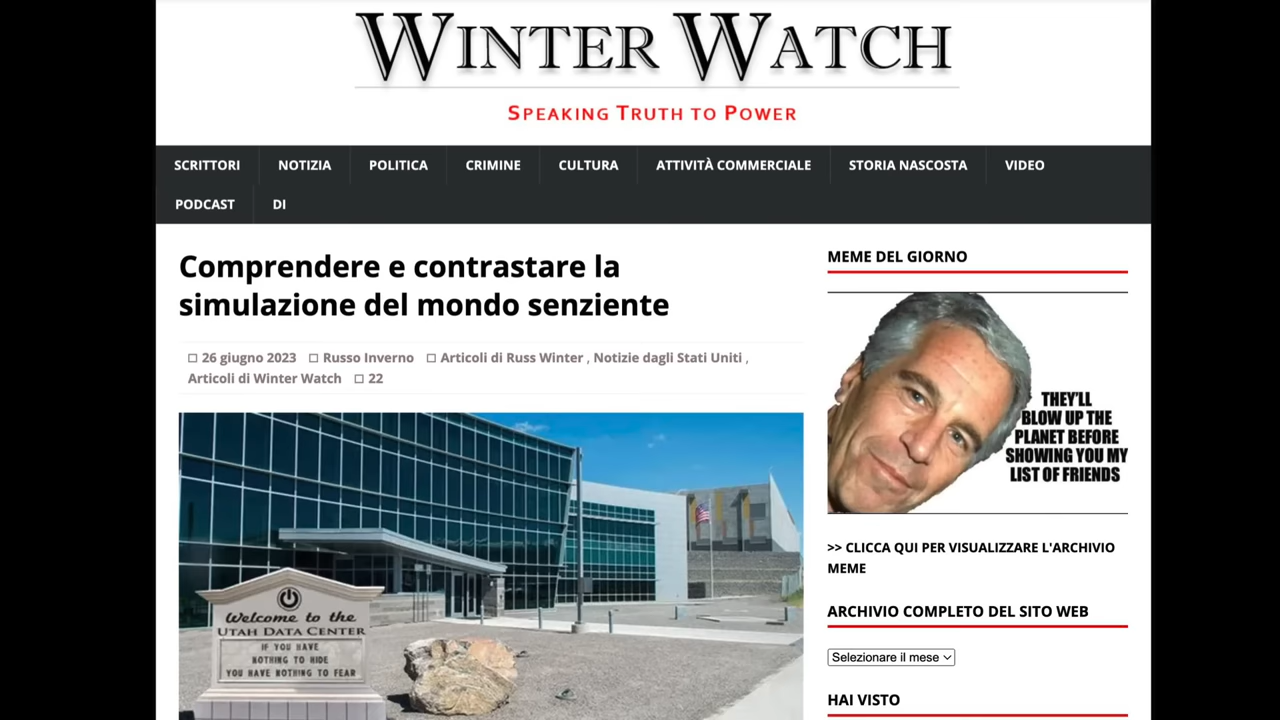 WINTER WATCH
SPEAKING TRUTH TO POWER
SCRITTORI NOTIZIA POLITICA CRIMINE CULTURA ATTIVITÀ COMMERCIALE STORIA NASCOSTA VIDEO
PODCAST DI
Comprendere e contrastare la
simulazione del mondo senziente
26 giugno 2023 Russo Inverno Articoli di Russ Winter , Notizie dagli Stati Uniti ,
Articoli di Winter Watch 22
Welcome to the
UTAH DATA CENTER
IF YOU HAVE
NOTHING TO HIDE
YOU HAVE NOTHING TO FEAR
MEME DEL GIORNO
THEY'LL
BLOW UP THE
PLANET BEFORE
SHOWING YOU MY
LIST OF FRIENDS
>> CLICCA QUI PER VISUALIZZARE L'ARCHIVIO
MEME
ARCHIVIO COMPLETO DEL SITO WEB
Selezionare il mese
HAI VISTO